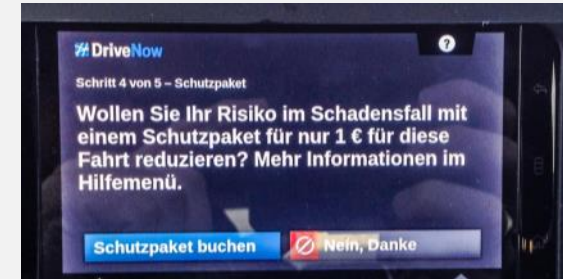 DriveNow
?
Schritt 4 von 5 – Schutzpaket
Wollen Sie Ihr Risiko im Schadensfall mit
einem Schutzpaket für nur 1 € für diese
Fahrt reduzieren? Mehr Informationen im
Hilfemenü.
Schutzpaket buchen
Nein, Danke